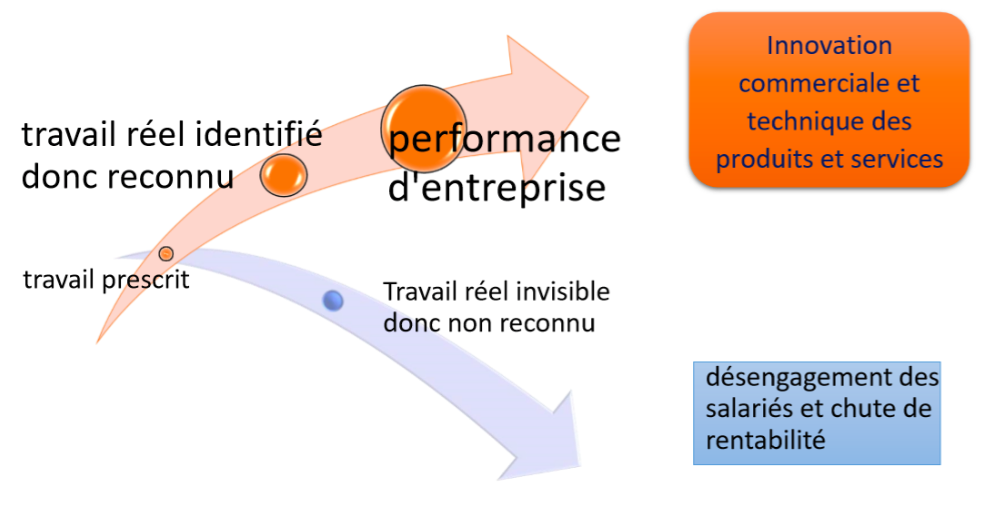 Innovation
commerciale et
technique des
produits et services
travail réel identifié
donc reconnu
performance
d'entreprise
travail prescrit
Travail réel invisible
donc non reconnu
désengagement des
salariés et chute de
rentabilité